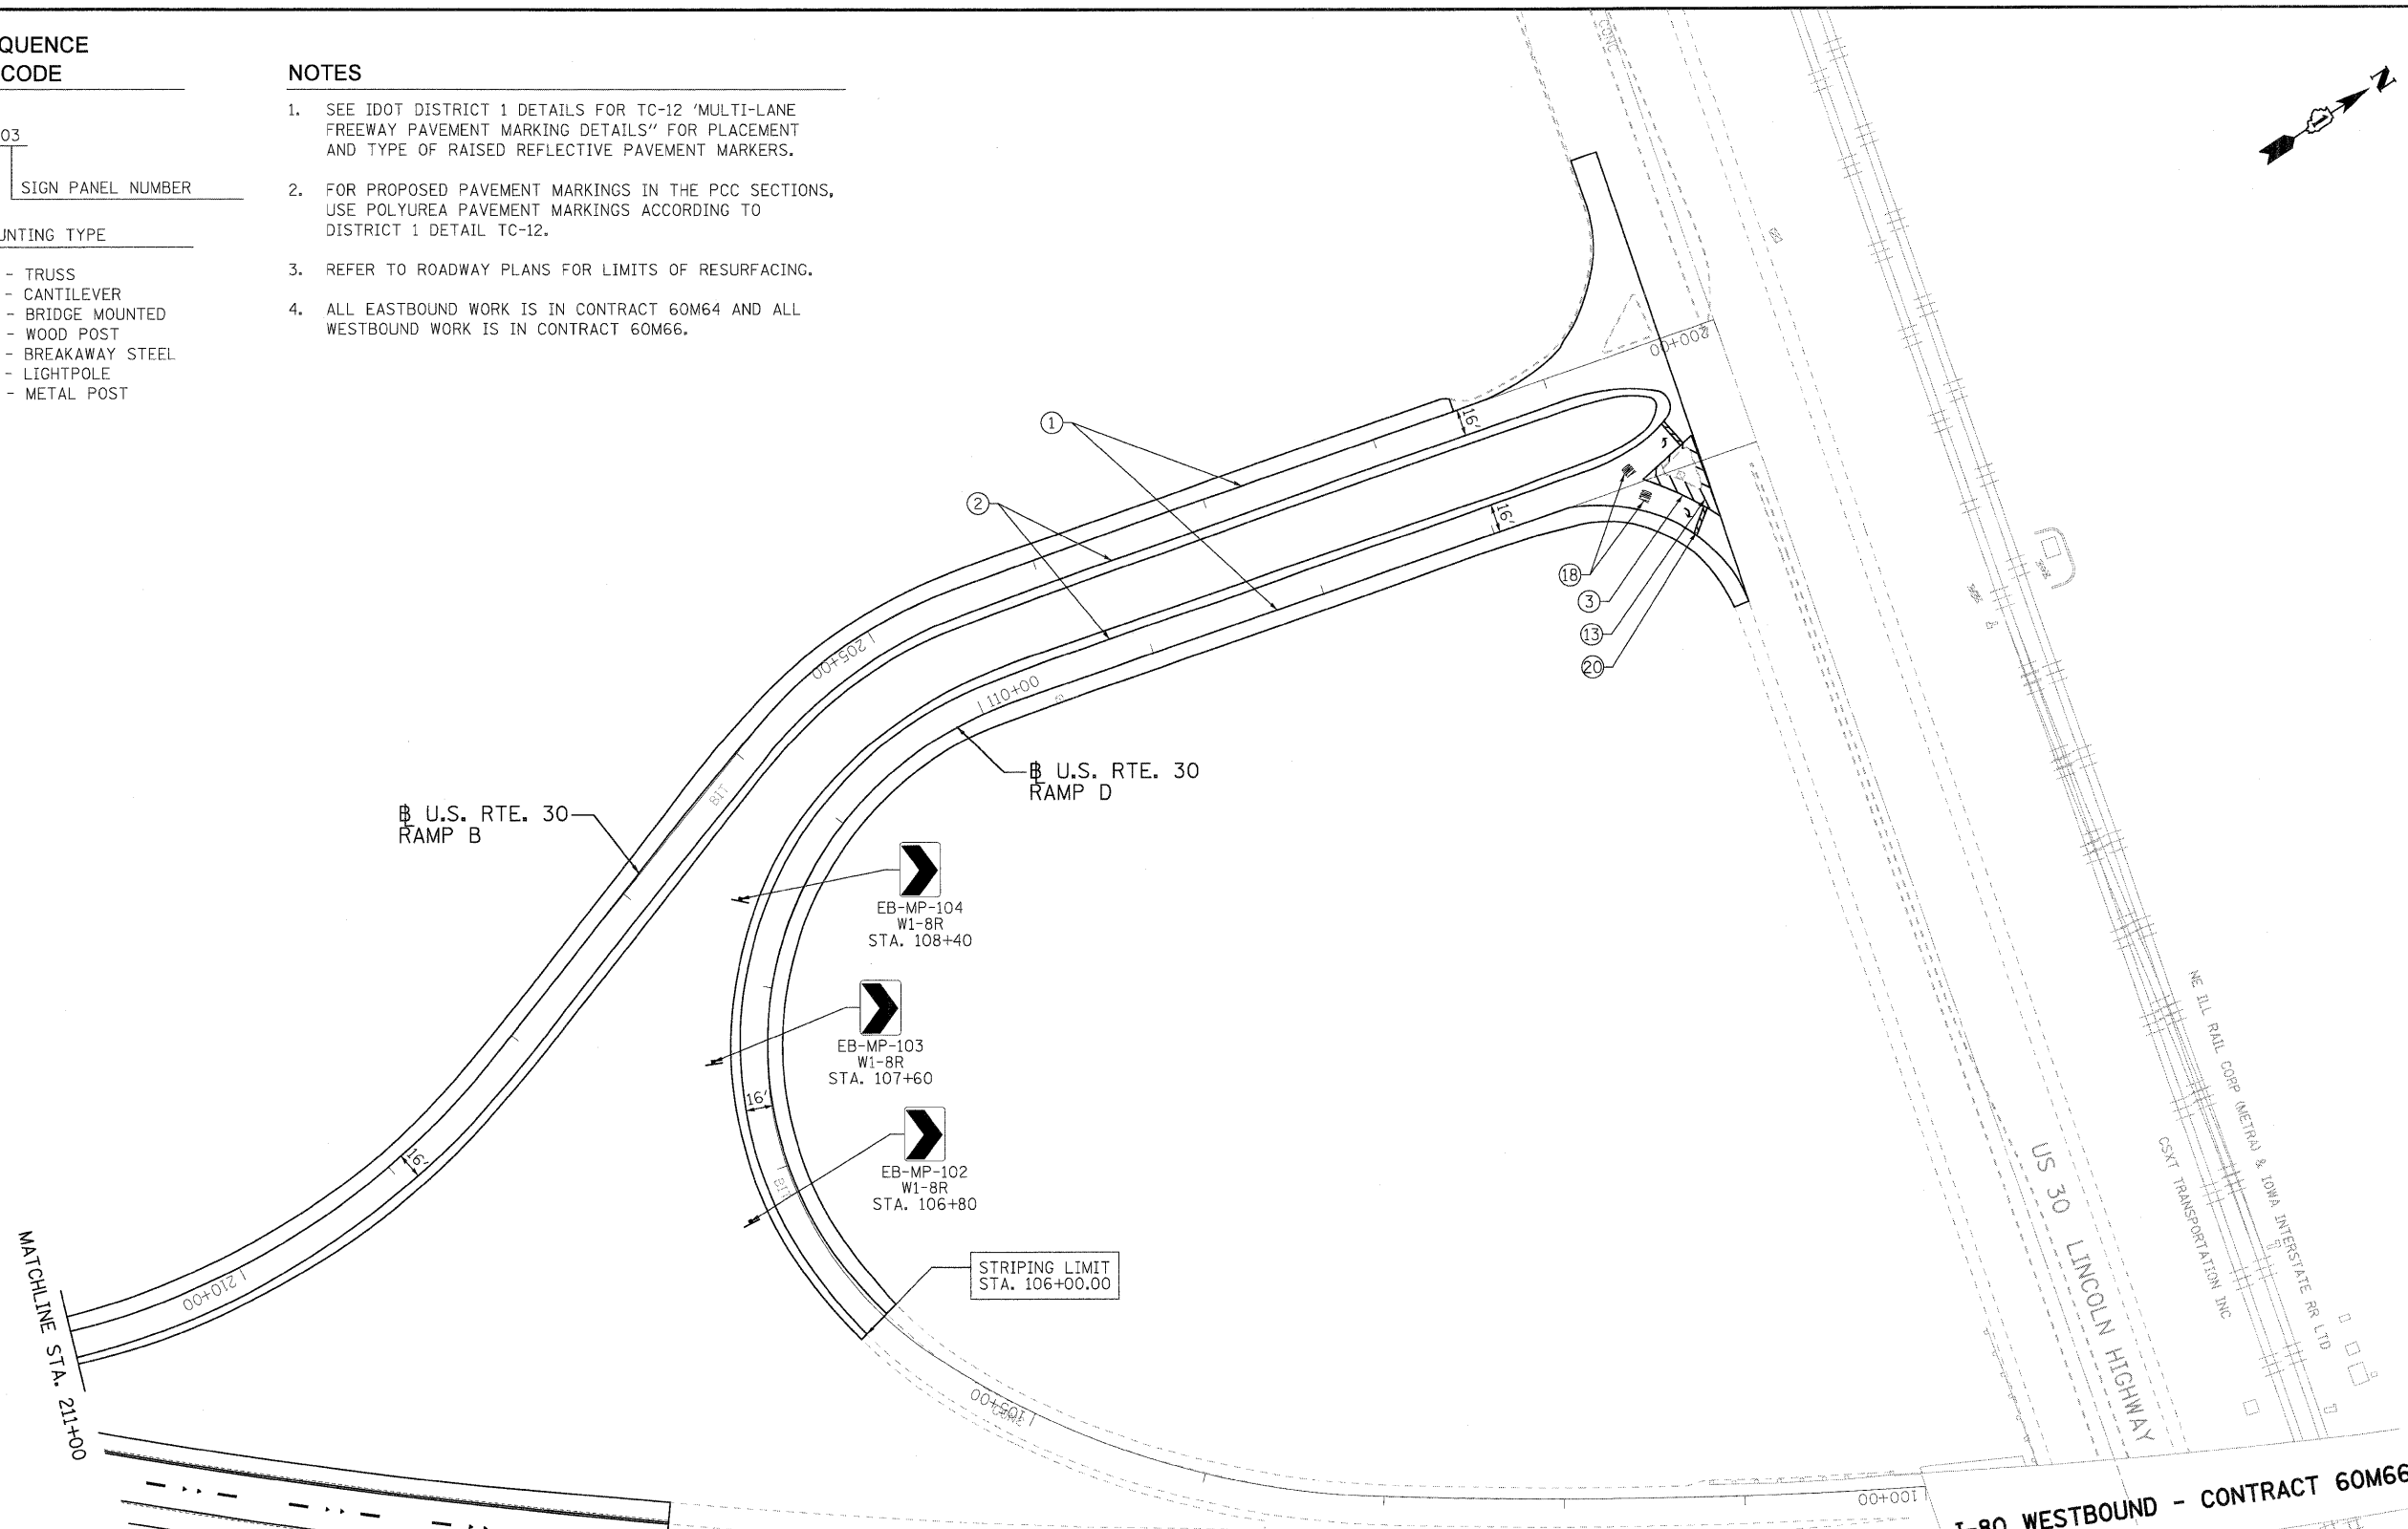 QUENCE
CODE
03
SIGN PANEL NUMBER
UNTING TYPE
- TRUSS
- CANTILEVER
- BRIDGE MOUNTED
- WOOD POST
- BREAKAWAY STEEL
- LIGHTPOLE
- METAL POST
NOTES
1. SEE IDOT DISTRICT 1 DETAILS FOR TC-12 'MULTI-LANE
FREEWAY PAVEMENT MARKING DETAILS" FOR PLACEMENT
AND TYPE OF RAISED REFLECTIVE PAVEMENT MARKERS.
2. FOR PROPOSED PAVEMENT MARKINGS IN THE PCC SECTIONS,
USE POLYUREA PAVEMENT MARKINGS ACCORDING TO
DISTRICT 1 DETAIL TC-12.
3. REFER TO ROADWAY PLANS FOR LIMITS OF RESURFACING.
4. ALL EASTBOUND WORK IS IN CONTRACT 60M64 AND ALL
WESTBOUND WORK IS IN CONTRACT 60M66.
CONC
N
200+00
1
16'
2
16'
18
3
13
20
205+00
110+00
BIT
B U.S. RTE. 30
RAMP D
B U.S. RTE. 30
RAMP B
EB-MP-104
W1-8R
STA. 108+40
EB-MP-103
W1-8R
STA. 107+60
16'
EB-MP-102
W1-8R
STA. 106+80
BIT
16'
STRIPING LIMIT
STA. 106+00.00
210+00
MATCHLINE STA. 211+00
105+00
100+00
US 30 LINCOLN HIGHWAY
NE ILL RAIL CORP (METRA) & IOWA INTERSTATE RR LTD
CSXT TRANSPORTATION INC
I-80 WESTBOUND - CONTRACT 60M66